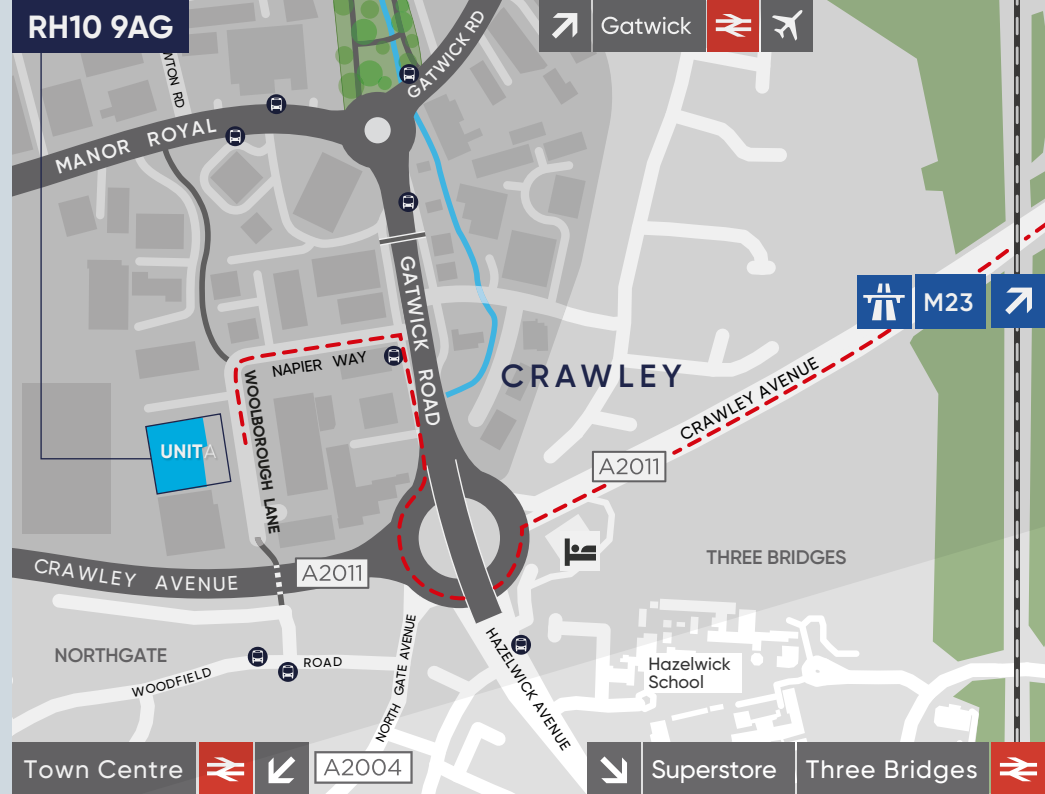 RH10 9AG
Gatwick
GATWICK RD
MANOR ROYAL
GATWICK ROAD
M23
NAPIER WAY
CRAWLEY
CRAWLEY AVENUE
WOOLBOROUGH LANE
UNIT A
A2011
THREE BRIDGES
CRAWLEY AVENUE
A2011
NORTHGATE
WOODFIELD ROAD
NORTH GATE AVENUE
HAZELWICK AVENUE
Hazelwick
School
Town Centre
A2004
Superstore
Three Bridges